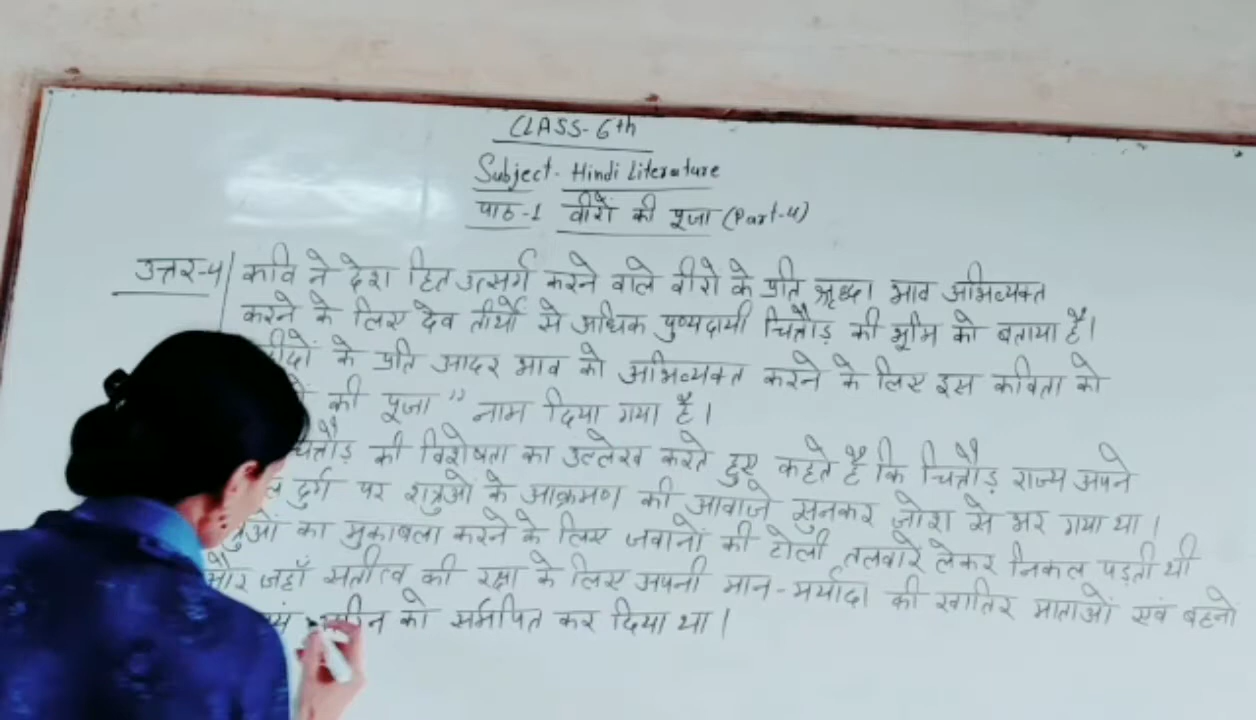 CLASS- 6th
Subject- Hindi Literature
पाठ-1 वीरों की पूजा (Part-4)
उत्तर-4 कवि ने देश हित उत्सर्ग करने वाले वीरो के प्रति श्रृध्दा भाव अभिव्यक्त
करने के लिए देव तीर्थो से अधिक पुण्यदायी चित्तौड़ की भूमि को बताया है।
के प्रति आदर भाव को अभिव्यक्त करने के लिए इस कविता को
की पूजा" नाम दिया गया है।
की विशेषता का उल्लेख करते हुए कहते है कि चित्तौड़ राज्य अपने
दुर्ग पर शत्रुओ के आक्रमण की आवाजे सुनकर जोश से भर गया था।
का मुकाबला करने के लिए जवानों की टोली तलवारे लेकर निकल पड़ती थी
और जहाँ सतीत्व की रक्षा के लिए अपनी मान-मर्यादा की खातिर माताओं एवं बहनो
को सर्मपित कर दिया था।